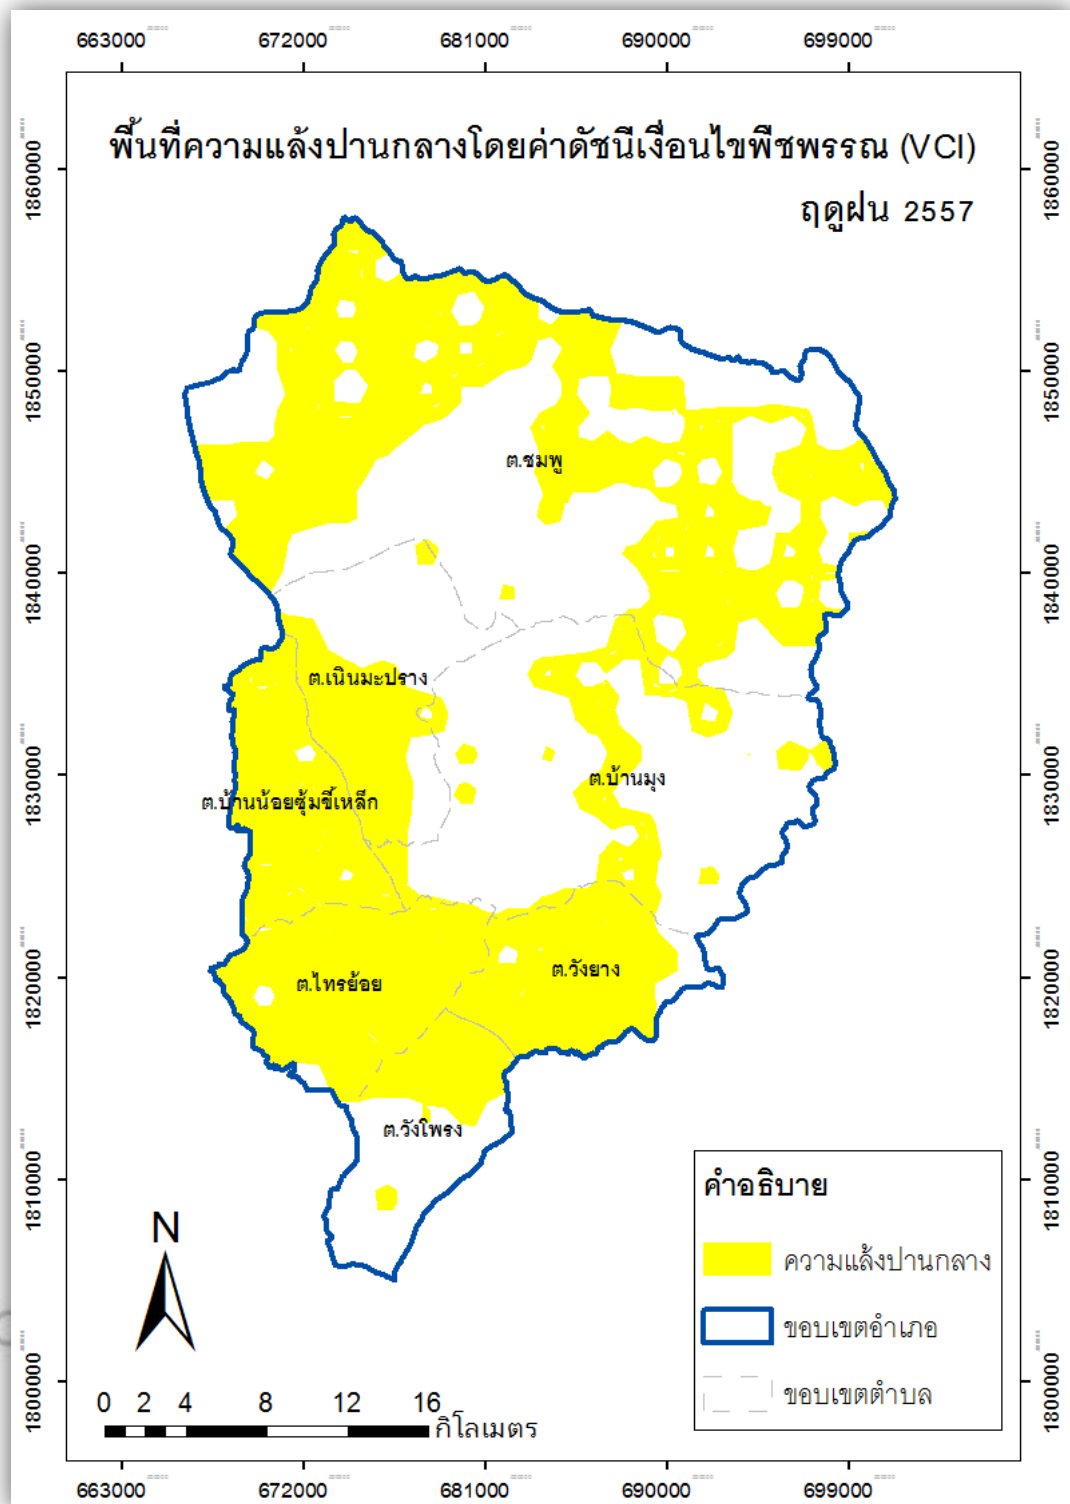 663000 672000 681000 690000 699000
พื้นที่ความแล้งปานกลางโดยค่าดัชนีเงื่อนไขพืชพรรณ (VCI)
ฤดูฝน 2557
1860000 1860000
1850000 1850000
ต.ชมพู
1840000 1840000
ต.เนินมะปราง
1830000 1830000
ต.บ้านมุง
ต.บ้านน้อยซุ้มขี้เหล็ก
1820000 1820000
ต.วังยาง
ต.ไทรย้อย
ต.วังโพรง
1810000 1810000
คำอธิบาย
ความแล้งปานกลาง
ขอบเขตอำเภอ
ขอบเขตตำบล
N
1800000 1800000
0 2 4 8 12 16
กิโลเมตร
663000 672000 681000 690000 699000